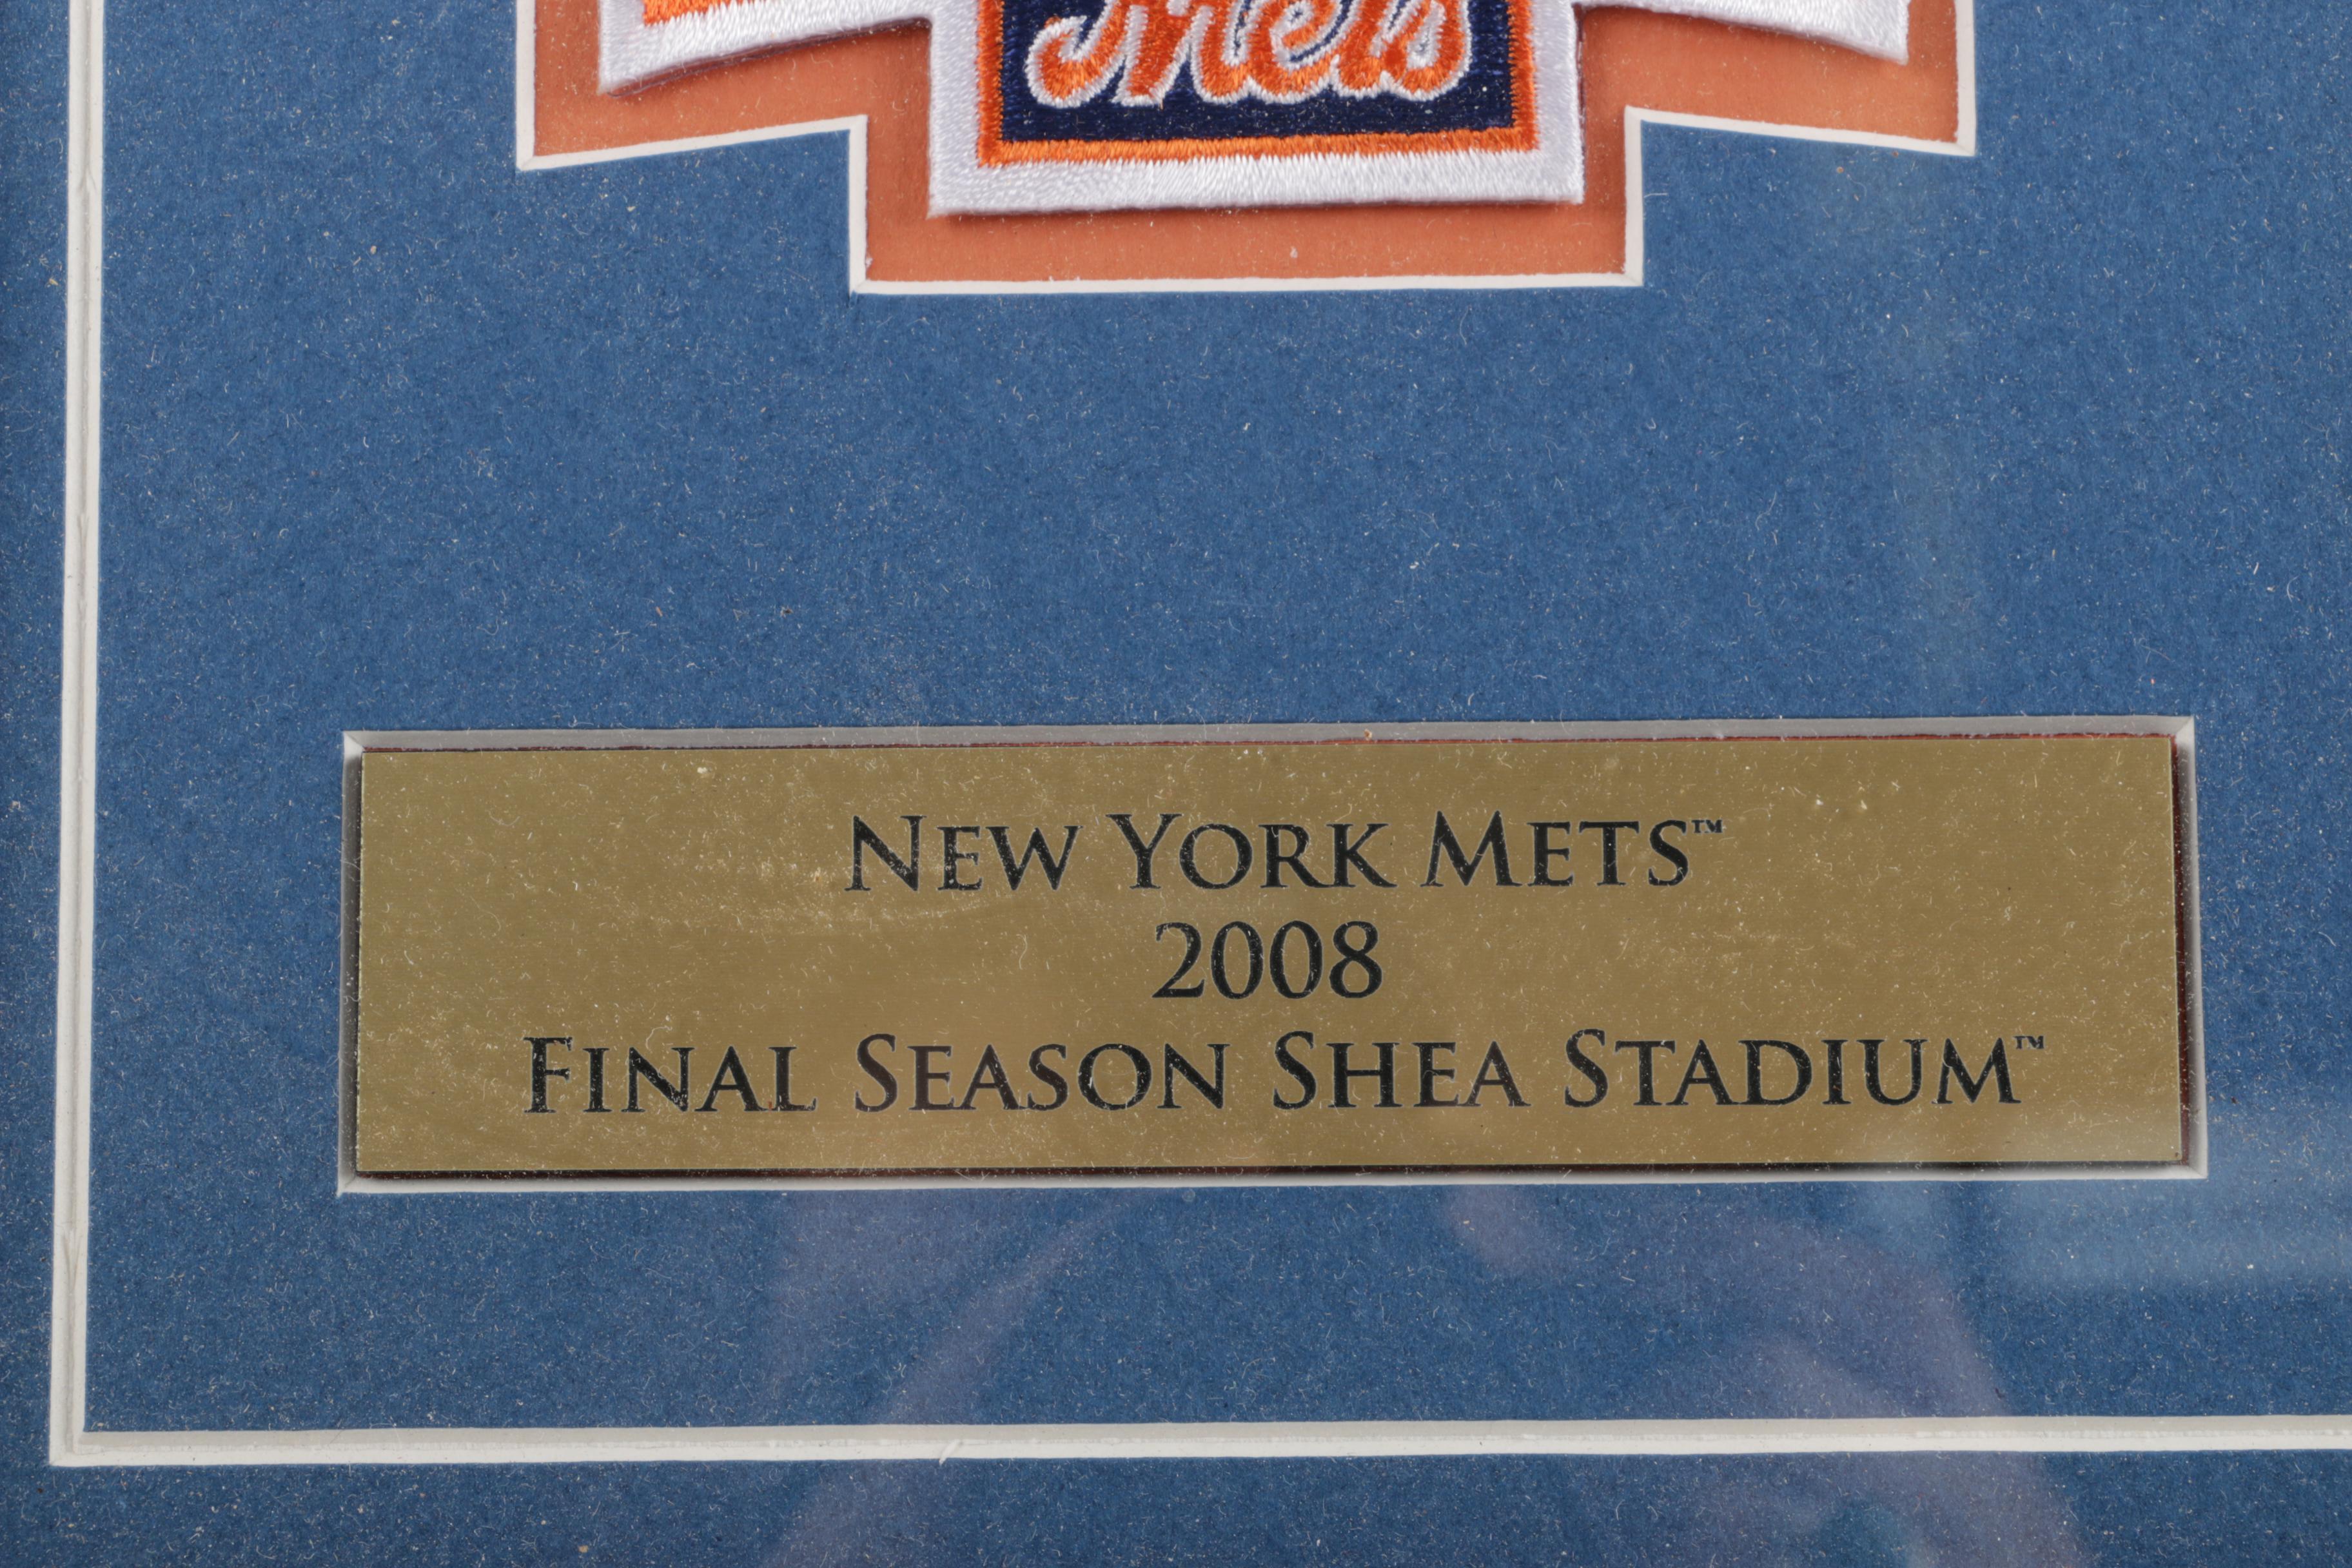 Mets
NEW YORK METS™
2008
FINAL SEASON SHEA STADIUM™